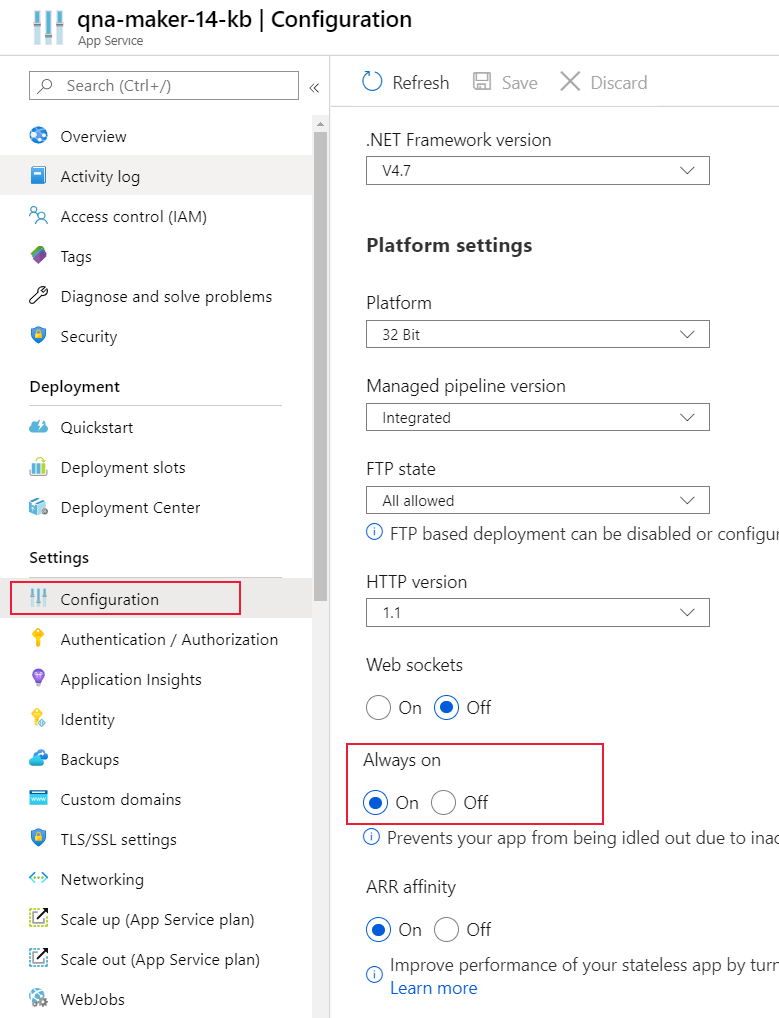 qna-maker-14-kb | Configuration
App Service
Search (Ctrl+/)
«
Overview
Activity log
Access control (IAM)
Tags
Diagnose and solve problems
Security
Deployment
Quickstart
Deployment slots
Deployment Center
Settings
Configuration
Authentication / Authorization
Application Insights
Identity
Backups
Custom domains
TLS/SSL settings
Networking
Scale up (App Service plan)
Scale out (App Service plan)
WebJobs
Refresh Save Discard
.NET Framework version
V4.7
Platform settings
Platform
32 Bit
Managed pipeline version
Integrated
FTP state
All allowed
FTP based deployment can be disabled or configur
HTTP version
1.1
Web sockets
On Off
Always on
On Off
Prevents your app from being idled out due to inac
ARR affinity
On Off
Improve performance of your stateless app by turn
Learn more